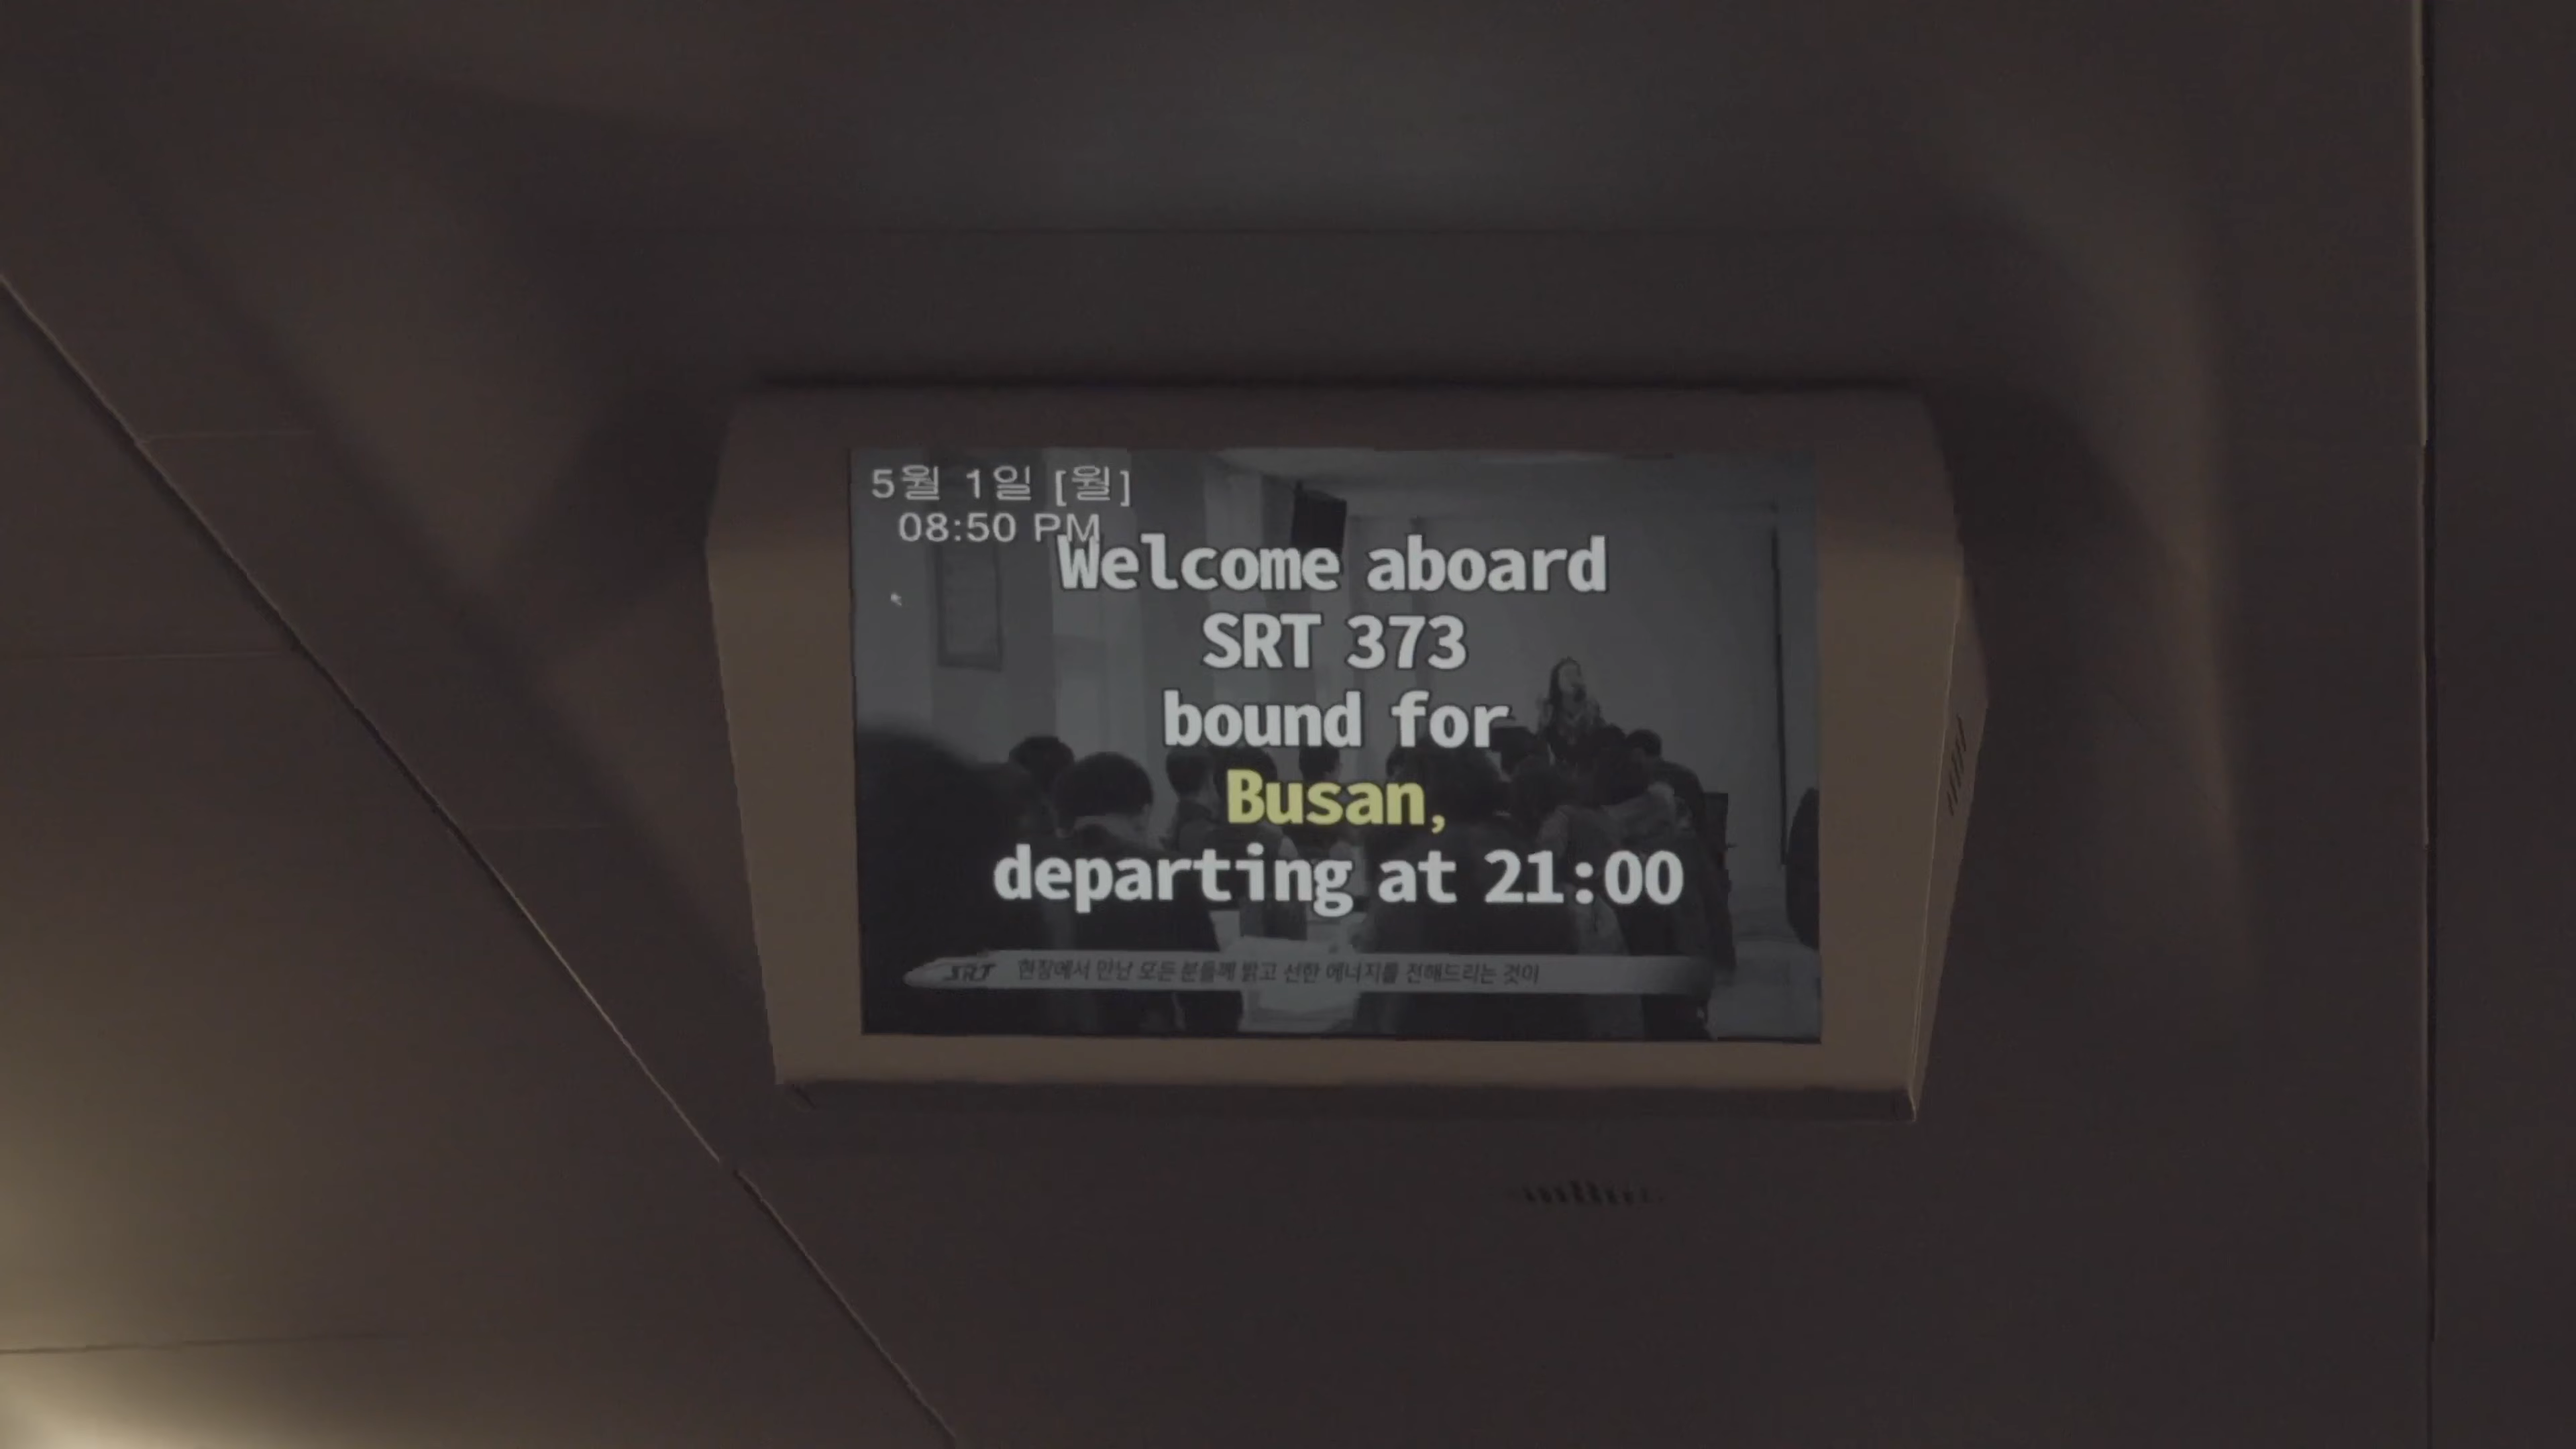 5월 1일 [월]
08:50 PM
Welcome aboard
SRT 373
bound for
Busan,
departing at 21:00
SRT 현장에서 만난 모든 분들께 밝고 선한 에너지를 전해드리는 것이